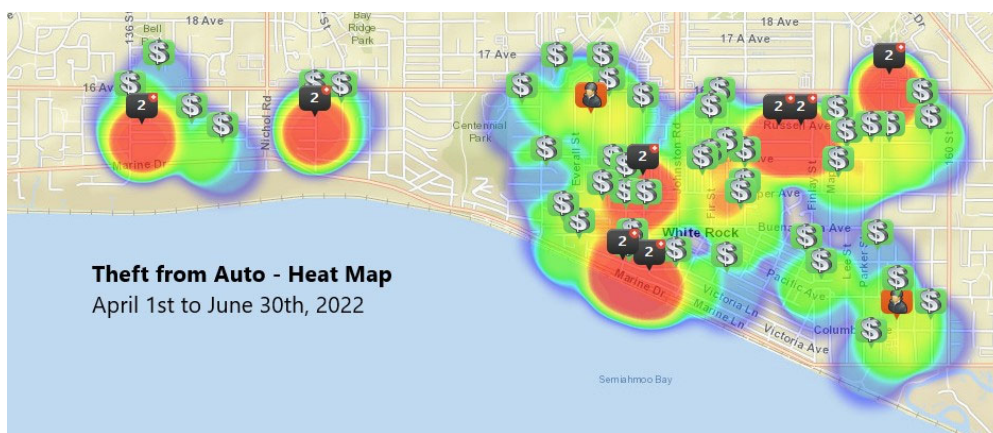 18 Ave
18 Ave
Bay
Ridge
Park
Bell
136 St
17 Ave
17 A Ave
16 Av
2
2
2
2
2
2
2
2
Nichol Rd
Centennial
Park
Everall St
Johnston Rd
Russell Ave
Marine Dr
Fir St
Finlay St
160 St
White Rock
Lee St
Parker St
Theft from Auto - Heat Map
April 1st to June 30th, 2022
Marine Dr
Marine Ln
Victoria Ln
Pacific Ave
Victoria Ave
Semiahmoo Bay